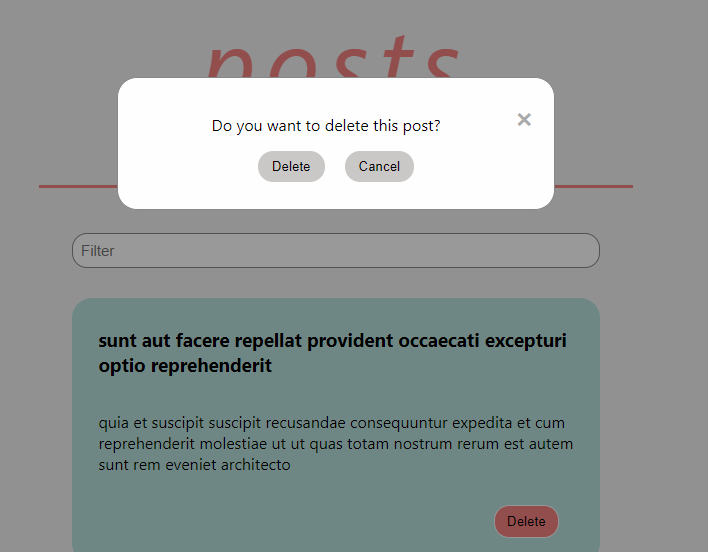 posts
Do you want to delete this post?
×
Delete Cancel
Filter
sunt aut facere repellat provident occaecati excepturi
optio reprehenderit
quia et suscipit suscipit recusandae consequuntur expedita et cum
reprehenderit molestiae ut ut quas totam nostrum rerum est autem
sunt rem eveniet architecto
Delete